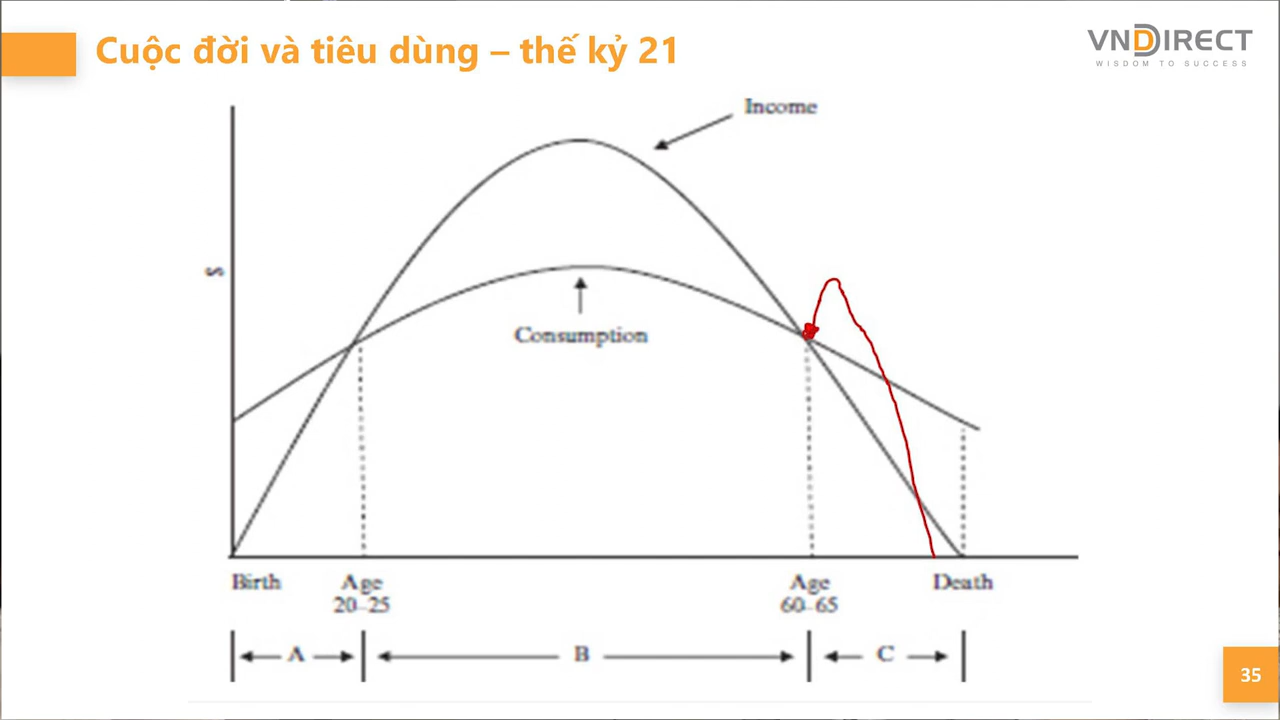 Cuộc đời và tiêu dùng – thế kỷ 21
VNDIRECT
WISDOM TO SUCCESS
Income
$
Consumption
Birth
Age
20–25
Age
60–65
Death
A
B
C
35